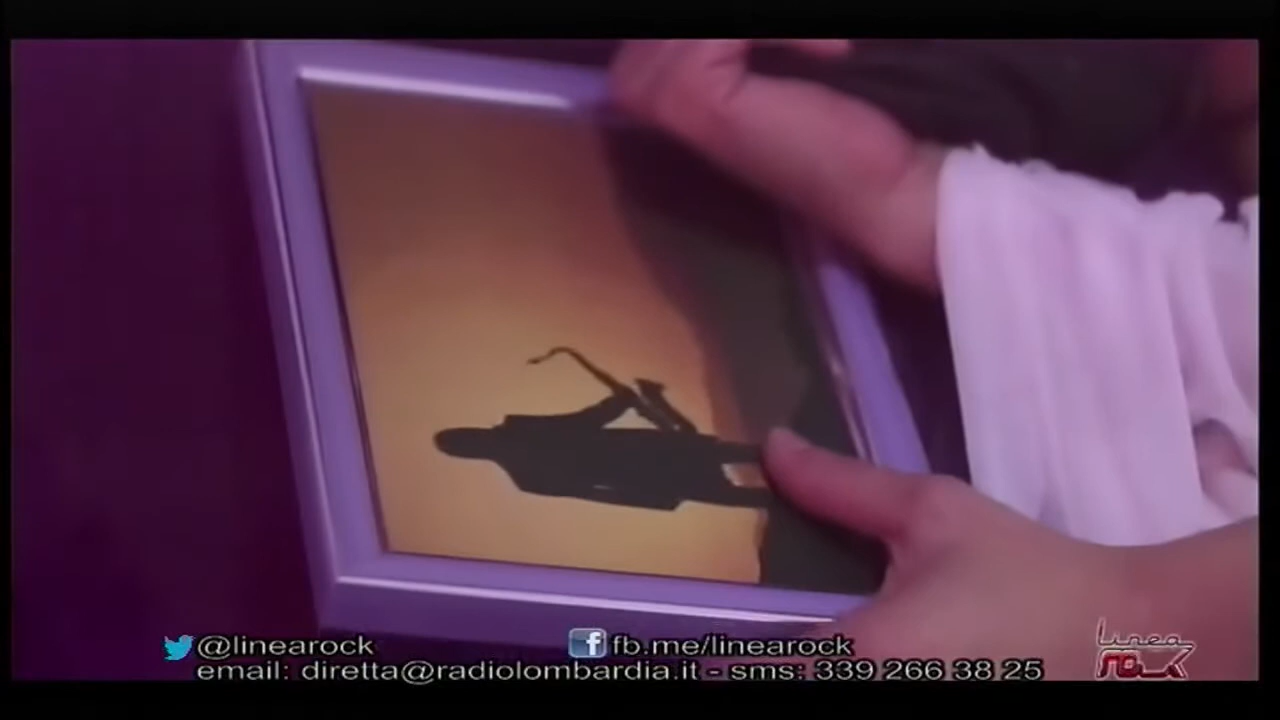 @linearock fb.me/linearock
email: diretta@radiolombardia.it - sms: 339 266 38 25
Linea
ROCK